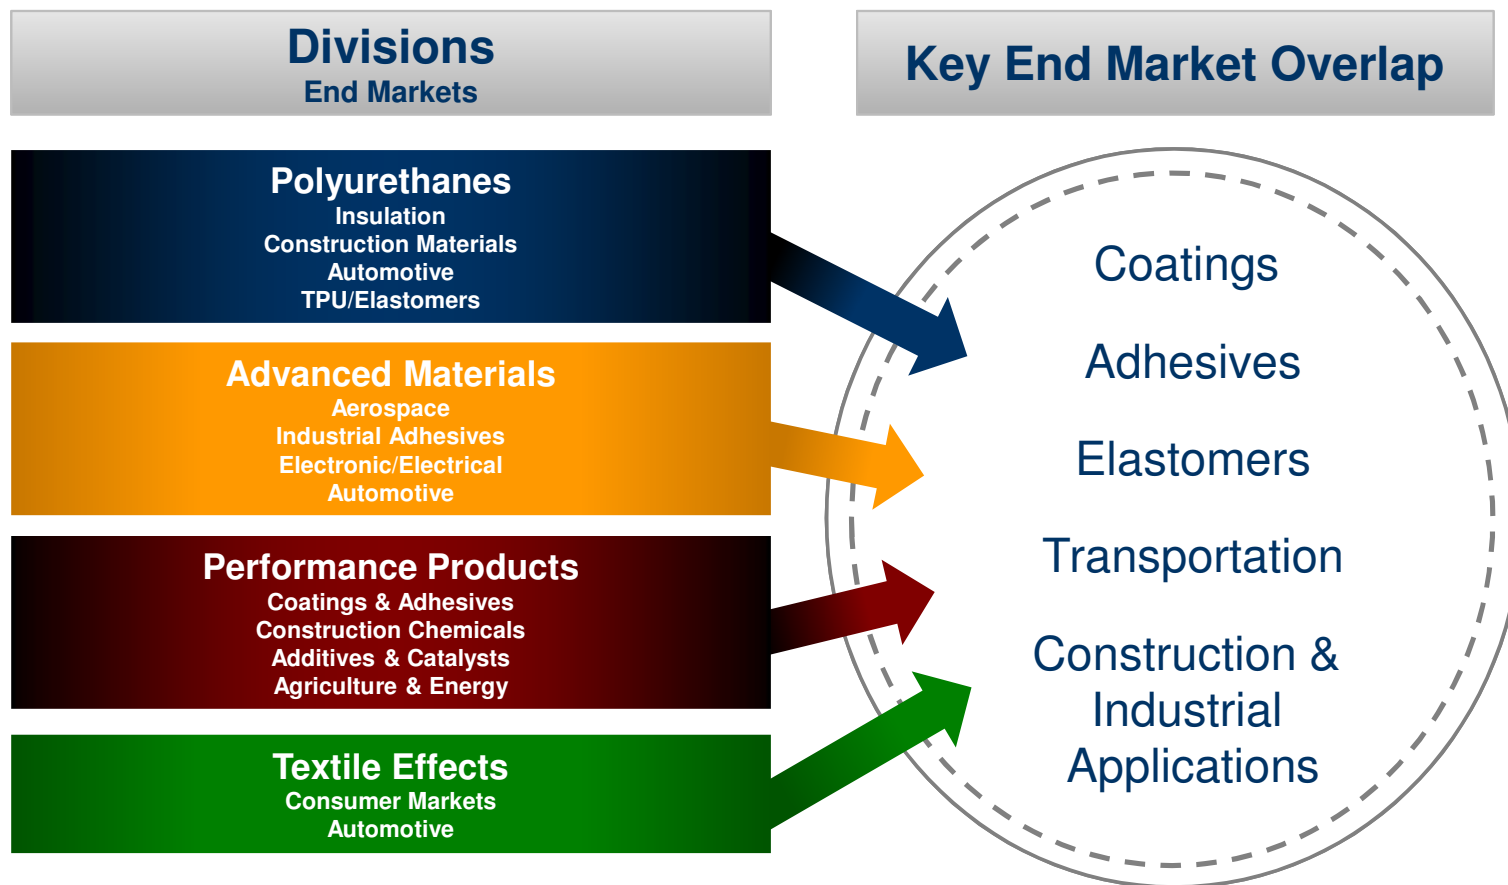 Divisions
End Markets
Key End Market Overlap
Polyurethanes
Insulation
Construction Materials
Automotive
TPU/Elastomers
Advanced Materials
Aerospace
Industrial Adhesives
Electronic/Electrical
Automotive
Performance Products
Coatings & Adhesives
Construction Chemicals
Additives & Catalysts
Agriculture & Energy
Textile Effects
Consumer Markets
Automotive
Coatings
Adhesives
Elastomers
Transportation
Construction &
Industrial
Applications